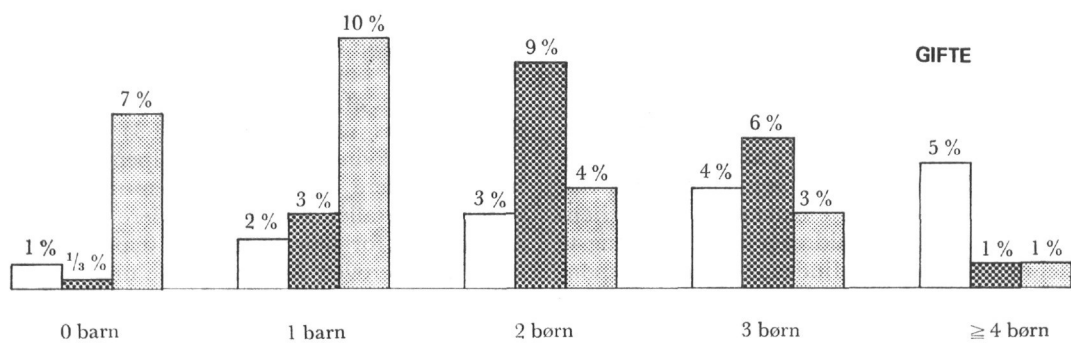 10 %
9 %
GIFTE
7 %
6 %
5 %
4 %
4 %
3 %
3 %
3 %
2 %
1 %
1/3 %
1 %
1 %
0 barn
1 barn
2 børn
3 børn
≧ 4 børn